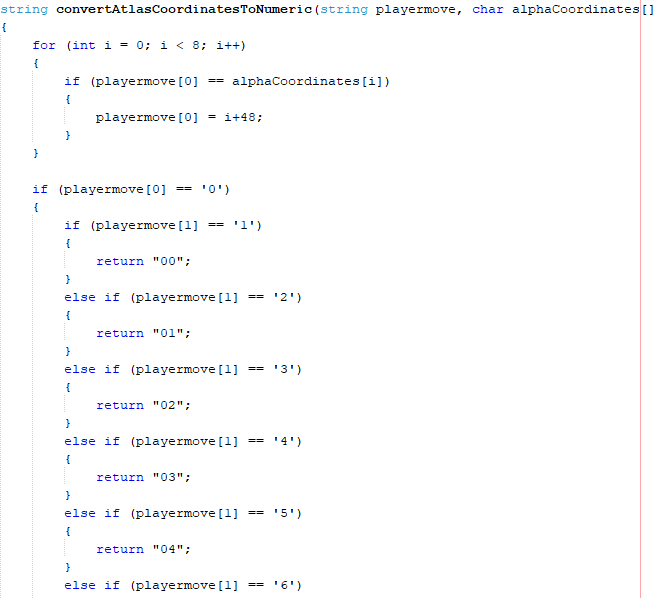 string convertAtlasCoordinatesToNumeric(string playermove, char alphaCoordinates[]
{
    for (int i = 0; i < 8; i++)
    {
        if (playermove[0] == alphaCoordinates[i])
        {
            playermove[0] = i+48;
        }
    }

    if (playermove[0] == '0')
    {
        if (playermove[1] == '1')
        {
            return "00";
        }
        else if (playermove[1] == '2')
        {
            return "01";
        }
        else if (playermove[1] == '3')
        {
            return "02";
        }
        else if (playermove[1] == '4')
        {
            return "03";
        }
        else if (playermove[1] == '5')
        {
            return "04";
        }
        else if (playermove[1] == '6')